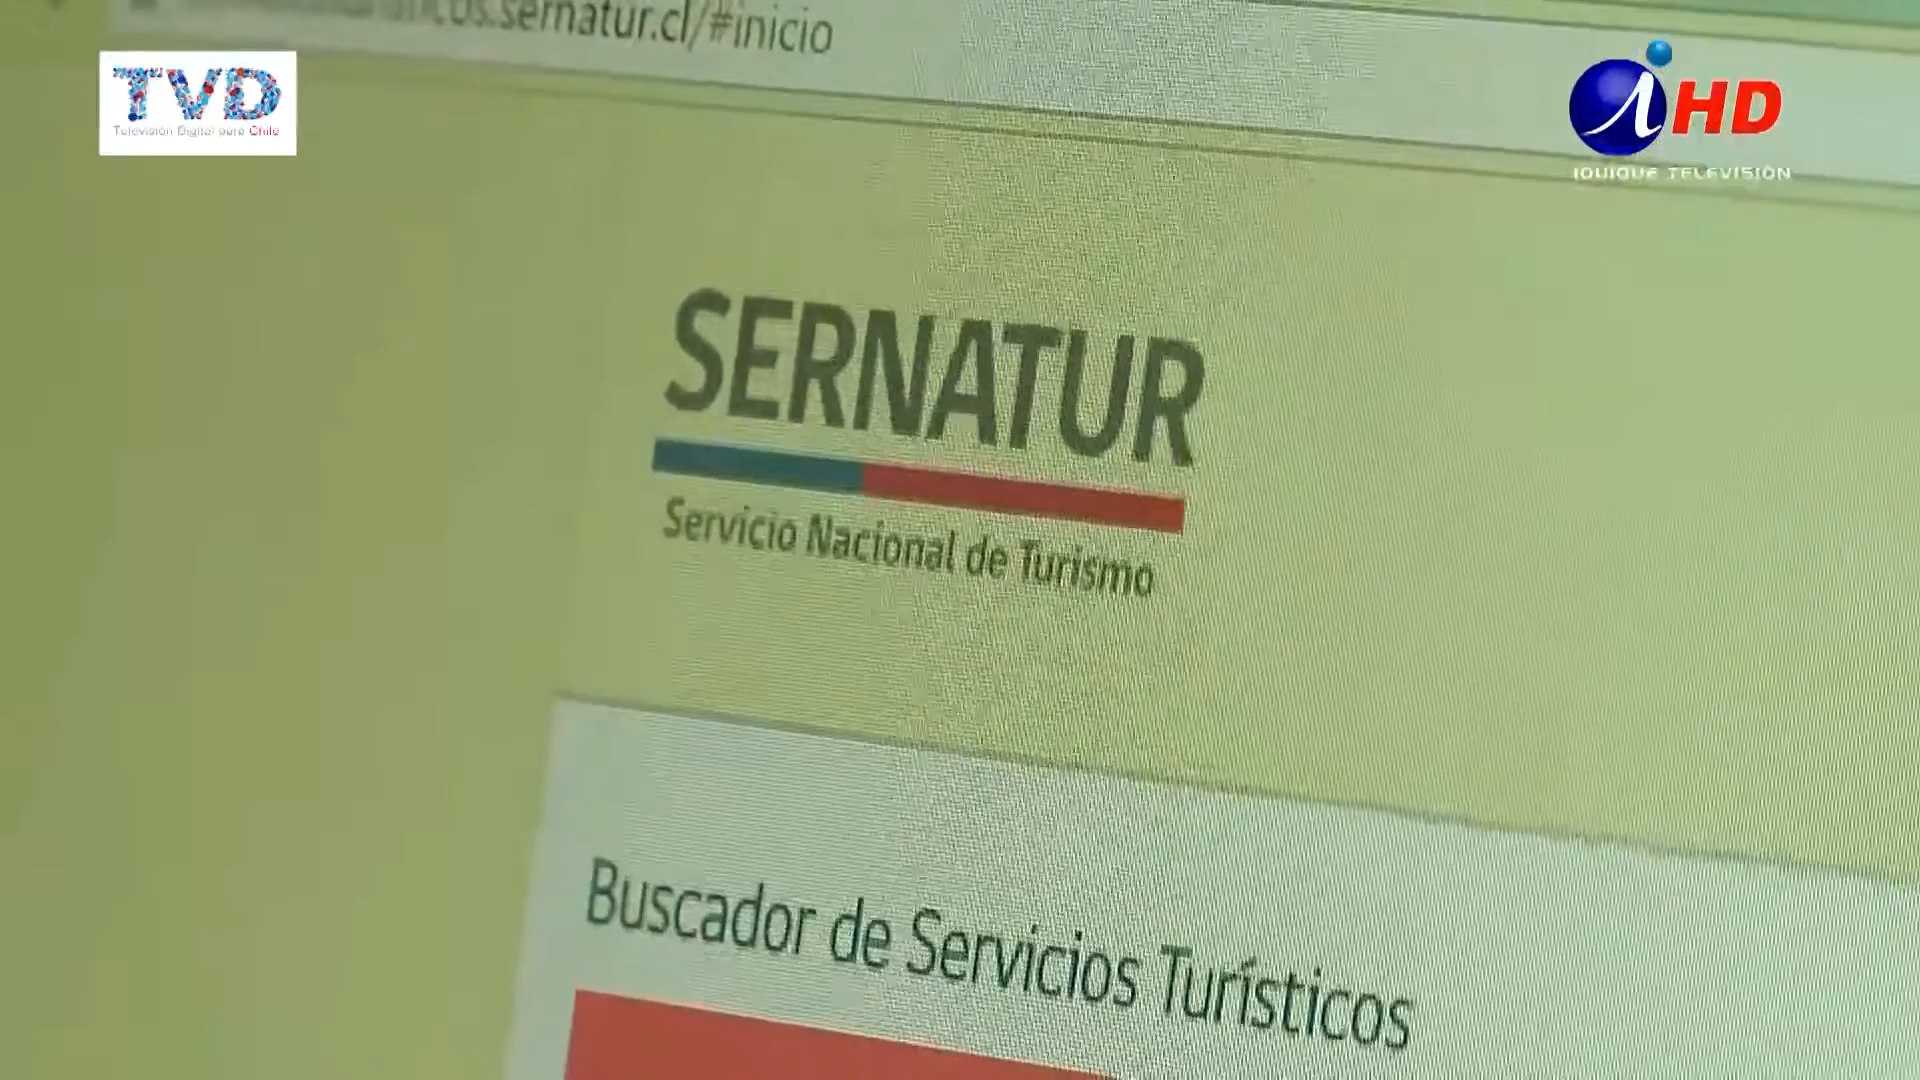 sernatur.cl/#inicio
TVD
Televisión Digital para Chile
HD
IQUIQUE TELEVISIÓN
SERNATUR
Servicio Nacional de Turismo
Buscador de Servicios Turísticos